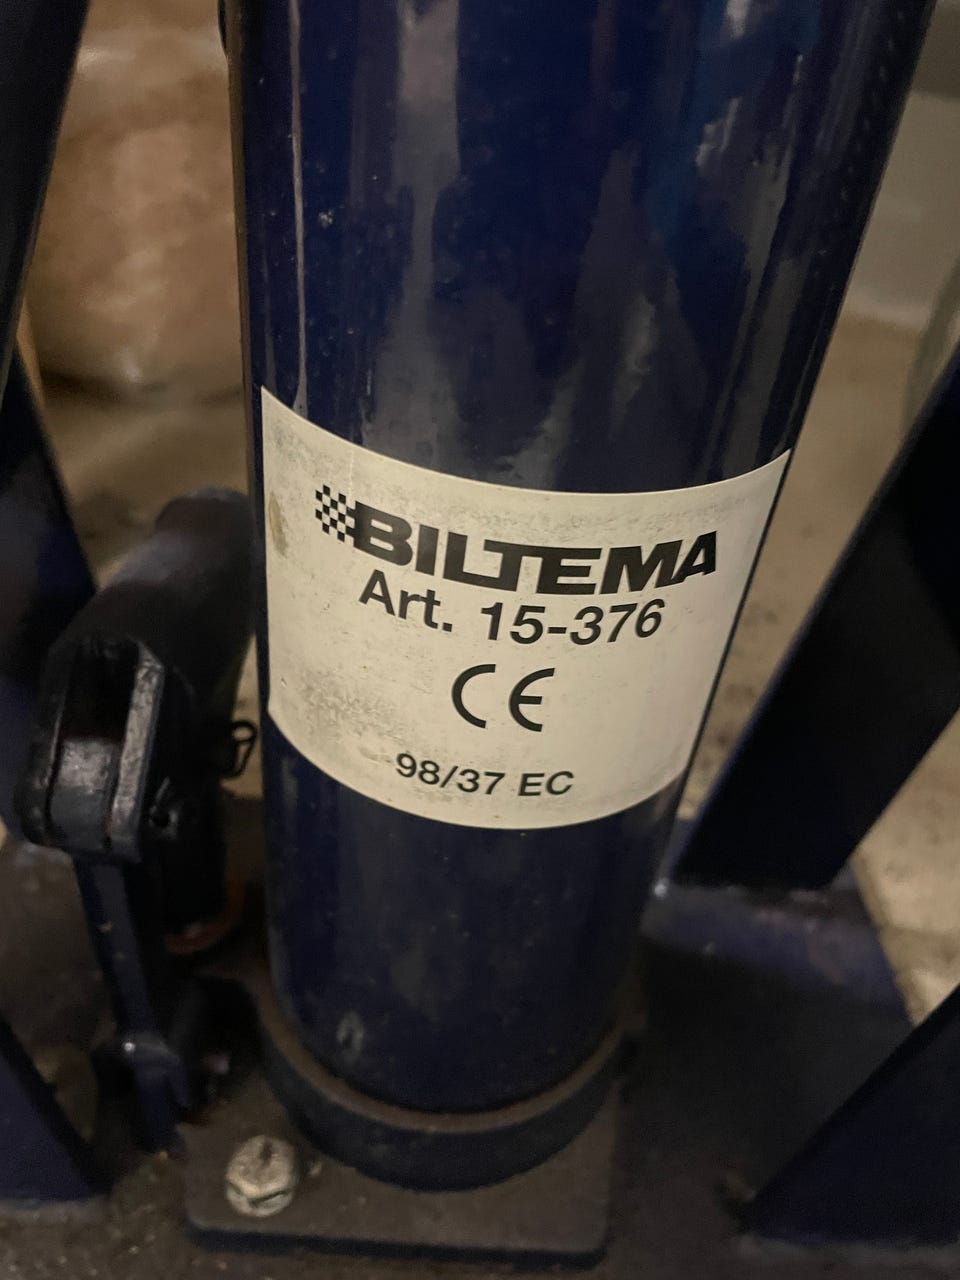 BILTEMA
Art. 15-376
CE
98/37 EC